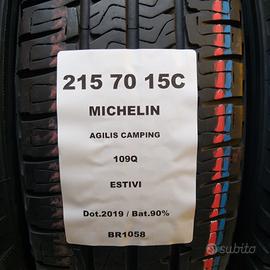 215 70 15C
MICHELIN
AGILIS CAMPING
109Q
ESTIVI
Dot.2019 / Bat.90%
BR1058
subito